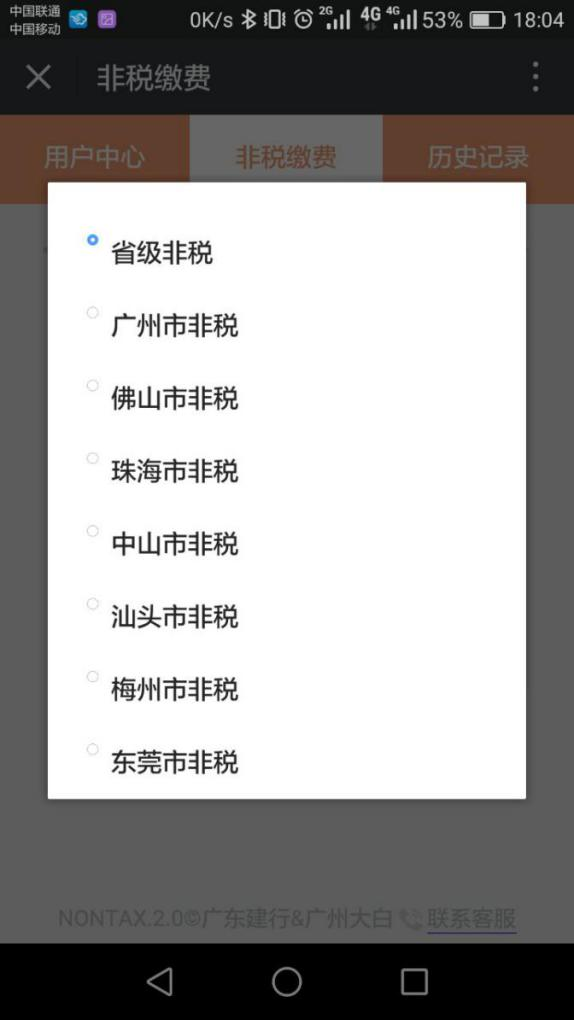 中国联通
中国移动
0K/s 2G 4G 4G 53% 18:04
非税缴费
用户中心 非税缴费 历史记录
省级非税
广州市非税
佛山市非税
珠海市非税
中山市非税
汕头市非税
梅州市非税
东莞市非税
NONTAX.2.0©广东建行&广州大白 联系客服